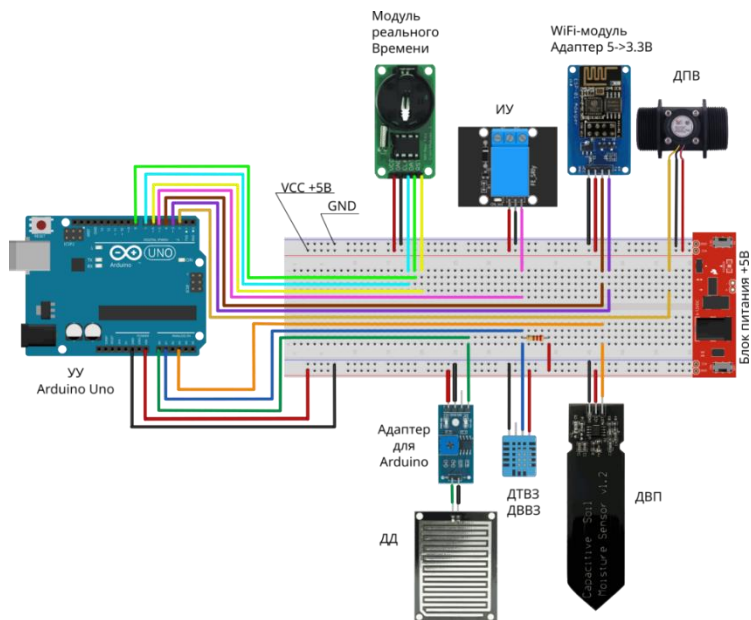 Модуль
реального
Времени
WiFi-модуль
Адаптер 5->3.3В
ДПВ
ИУ
VCC +5В
GND
UNO
Arduino
Блок питания +5В
УУ
Arduino Uno
Адаптер
для
Arduino
ДТВЗ
ДВВЗ
ДВП
ДД
Capacitive Soil
Moisture Sensor v1.2